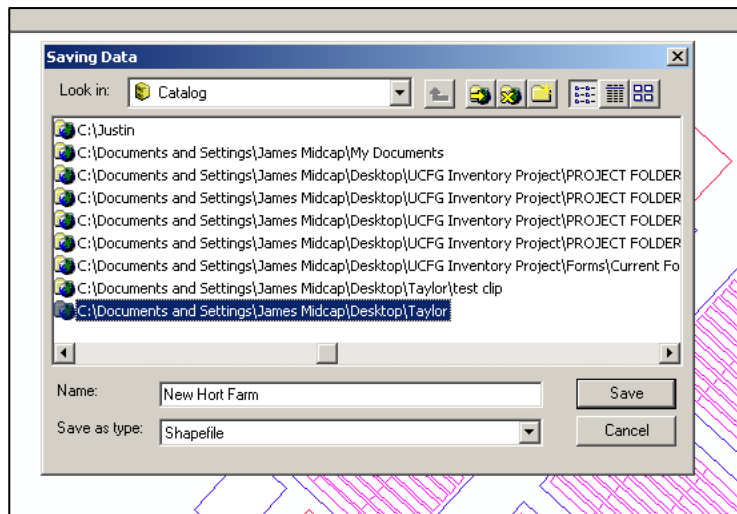 Saving Data
Look in: Catalog
C:\Justin
C:\Documents and Settings\James Midcap\My Documents
C:\Documents and Settings\James Midcap\Desktop\UCFG Inventory Project\PROJECT FOLDER
C:\Documents and Settings\James Midcap\Desktop\UCFG Inventory Project\PROJECT FOLDER
C:\Documents and Settings\James Midcap\Desktop\UCFG Inventory Project\PROJECT FOLDER
C:\Documents and Settings\James Midcap\Desktop\UCFG Inventory Project\PROJECT FOLDER
C:\Documents and Settings\James Midcap\Desktop\UCFG Inventory Project\Forms\Current Fo
C:\Documents and Settings\James Midcap\Desktop\Taylor\test clip
C:\Documents and Settings\James Midcap\Desktop\Taylor
Name: New Hort Farm Save
Save as type: Shapefile Cancel